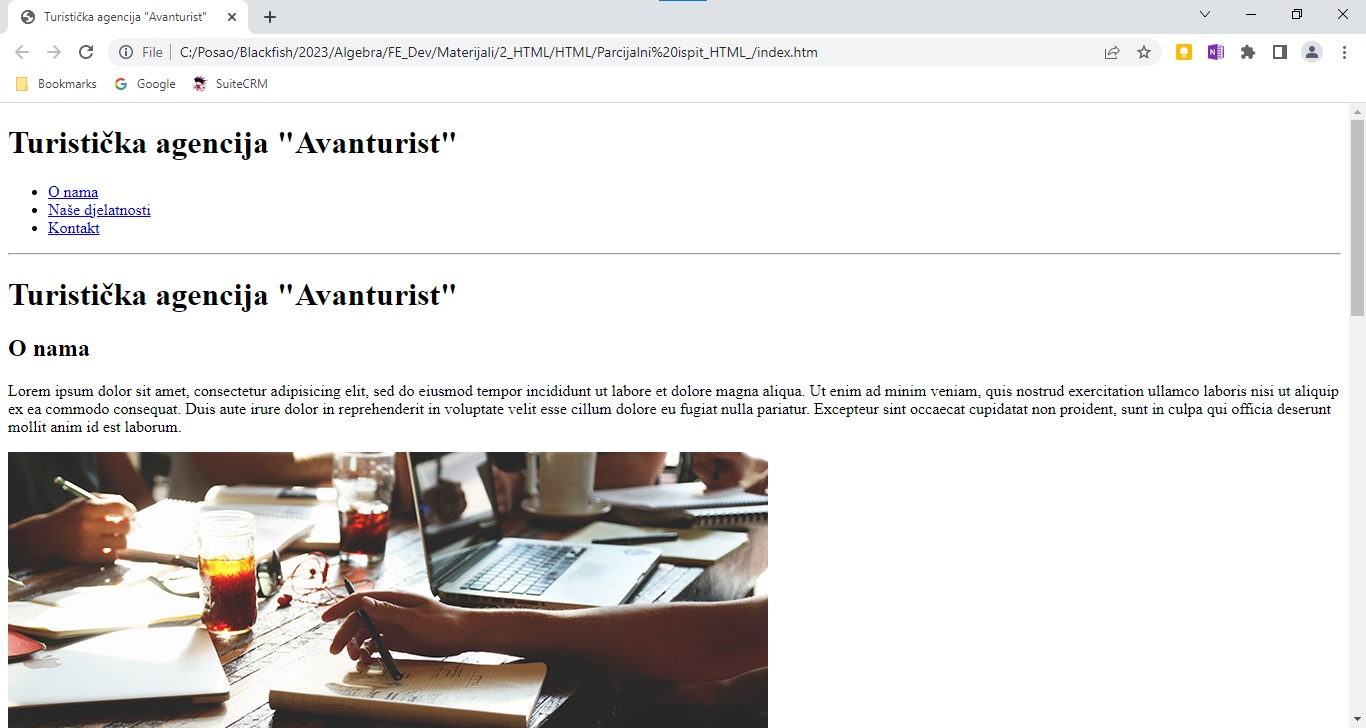 Turistička agencija "Avanturist"
File
C:/Posao/Blackfish/2023/Algebra/FE_Dev/Materijali/2_HTML/HTML/Parcijalni%20ispit_HTML_/index.htm
Bookmarks
Google
SuiteCRM
Turistička agencija "Avanturist"
O nama
Naše djelatnosti
Kontakt
Turistička agencija "Avanturist"
O nama
Lorem ipsum dolor sit amet, consectetur adipisicing elit, sed do eiusmod tempor incididunt ut labore et dolore magna aliqua. Ut enim ad minim veniam, quis nostrud exercitation ullamco laboris nisi ut aliquip
ex ea commodo consequat. Duis aute irure dolor in reprehenderit in voluptate velit esse cillum dolore eu fugiat nulla pariatur. Excepteur sint occaecat cupidatat non proident, sunt in culpa qui officia deserunt
mollit anim id est laborum.